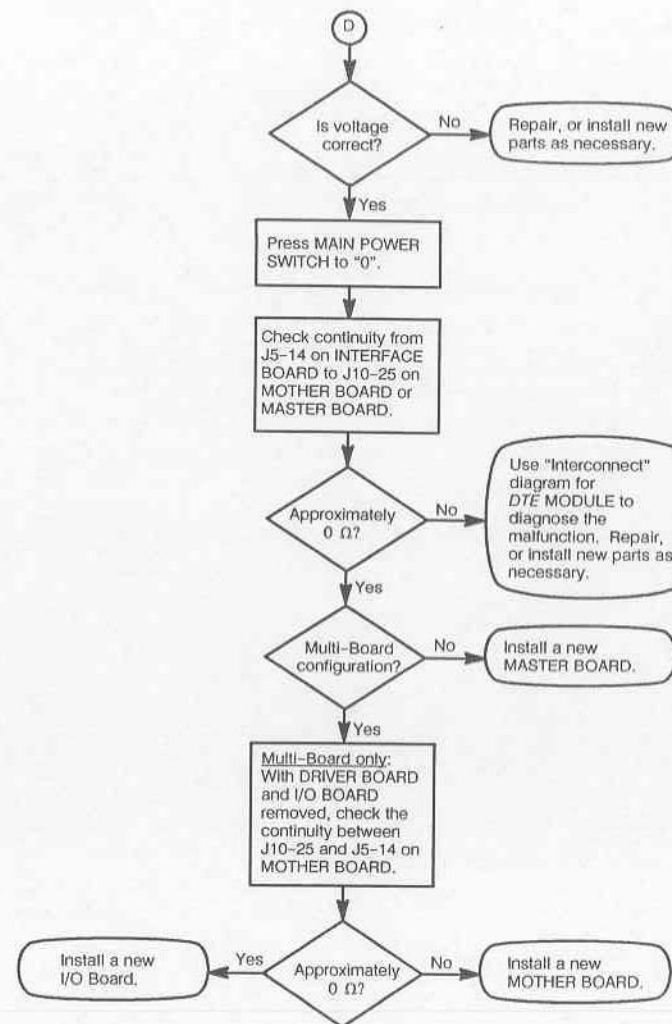 D
Is voltage
correct?
No
Repair, or install new
parts as necessary.
Yes
Press MAIN POWER
SWITCH to "0".
Check continuity from
J5-14 on INTERFACE
BOARD to J10-25 on
MOTHER BOARD or
MASTER BOARD.
Approximately
0 Ω?
No
Use "Interconnect"
diagram for
DTE MODULE to
diagnose the
malfunction. Repair,
or install new parts as
necessary.
Yes
Multi-Board
configuration?
No
Install a new
MASTER BOARD.
Yes
Multi-Board only:
With DRIVER BOARD
and I/O BOARD
removed, check the
continuity between
J10-25 and J5-14 on
MOTHER BOARD.
Install a new
I/O Board.
Yes
Approximately
0 Ω?
No
Install a new
MOTHER BOARD.